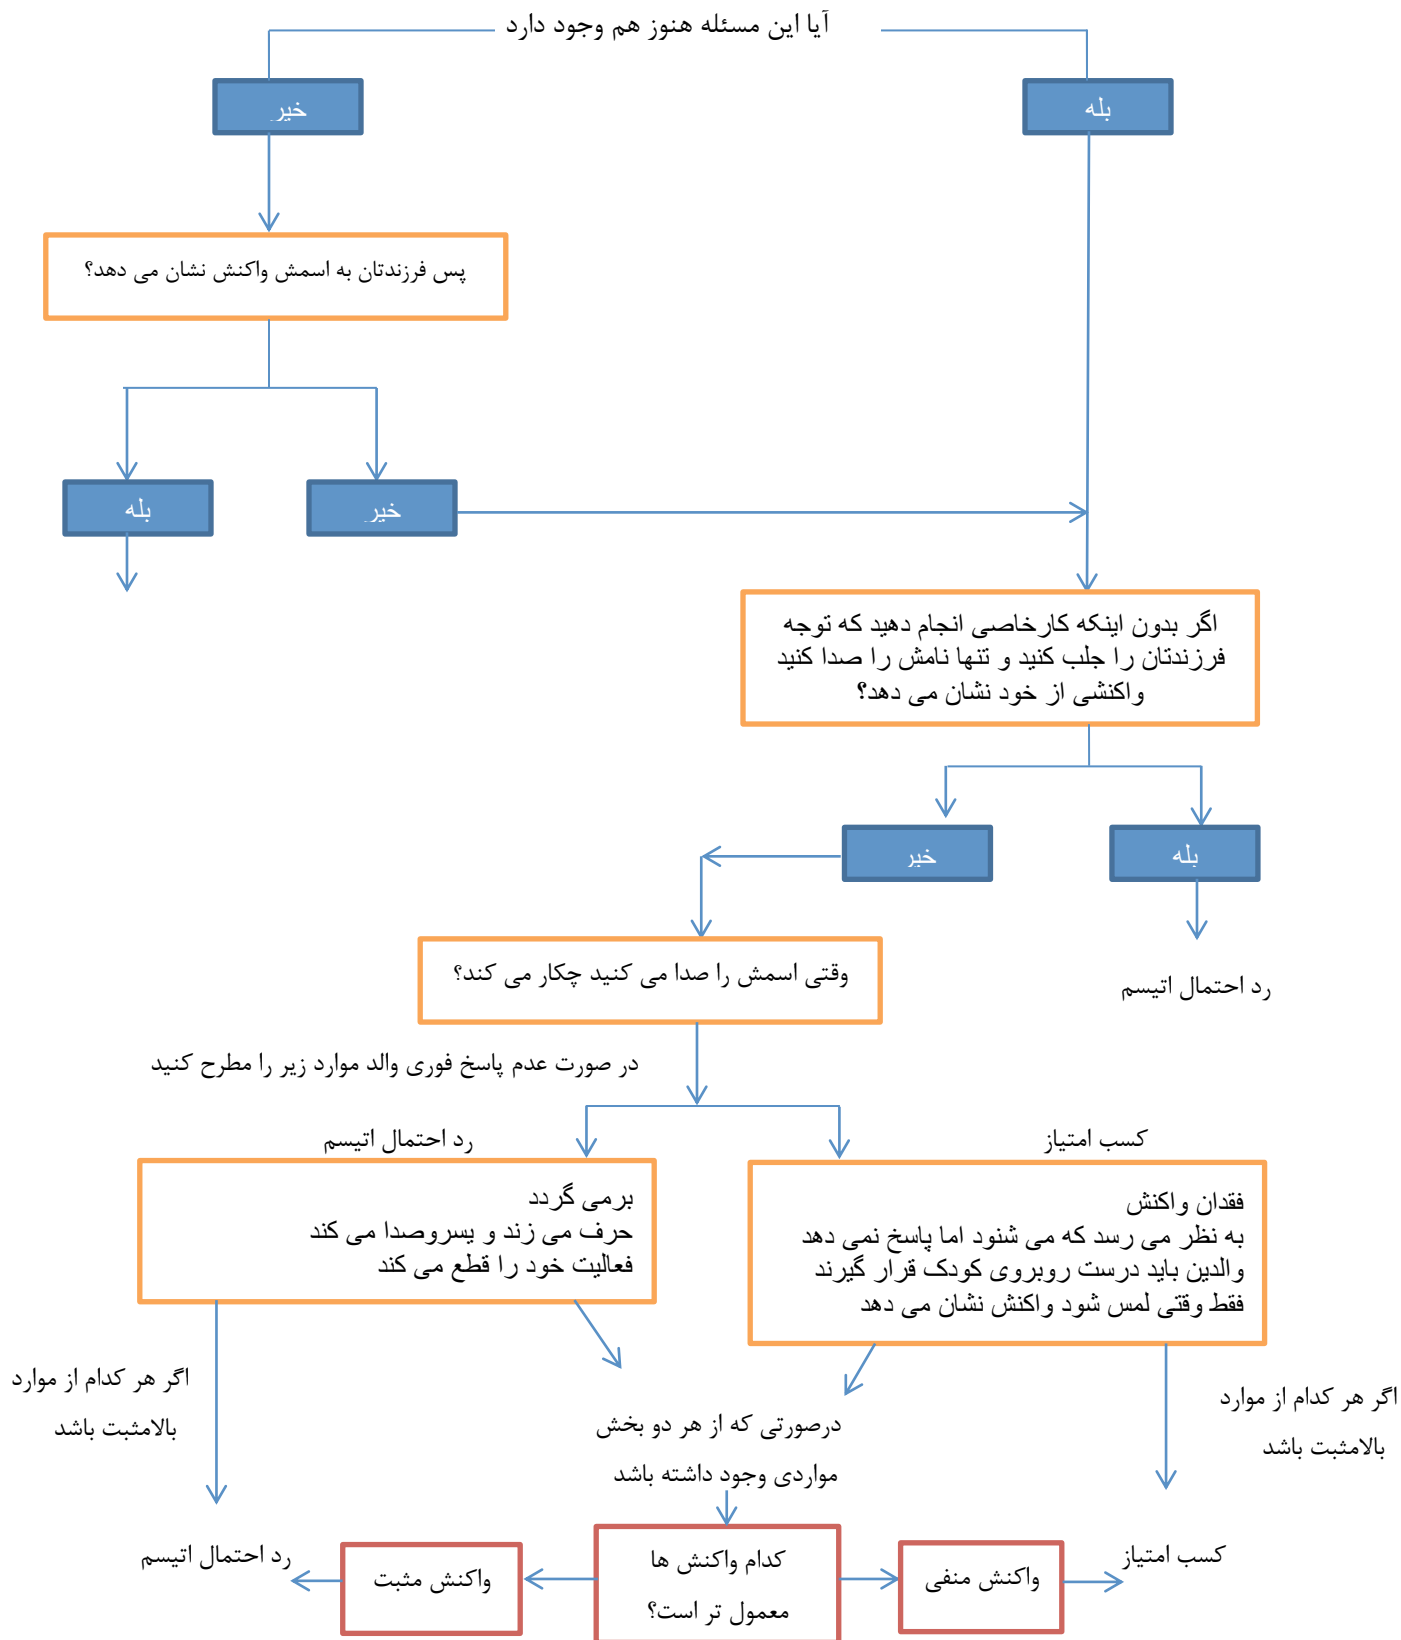 آیا این مسئله هنوز هم وجود دارد
بله
خیر
پس فرزندتان به اسمش واکنش نشان می دهد؟
خیر
بله
اگر بدون اینکه کارخاصی انجام دهید که توجه
فرزندتان را جلب کنید و تنها نامش را صدا کنید
واکنشی از خود نشان می دهد؟
بله
خیر
رد احتمال اتیسم
وقتی اسمش را صدا می کنید چکار می کند؟
در صورت عدم پاسخ فوری والد موارد زیر را مطرح کنید
کسب امتیاز
رد احتمال اتیسم
فقدان واکنش
به نظر می رسد که می شنود اما پاسخ نمی دهد
والدین باید درست روبروی کودک قرار گیرند
فقط وقتی لمس شود واکنش نشان می دهد
برمی گردد
حرف می زند و یسروصدا می کند
فعالیت خود را قطع می کند
اگر هر کدام از موارد
بالامثبت باشد
درصورتی که از هر دو بخش
مواردی وجود داشته باشد
اگر هر کدام از موارد
بالامثبت باشد
کسب امتیاز
واکنش منفی
کدام واکنش ها
معمول تر است؟
واکنش مثبت
رد احتمال اتیسم